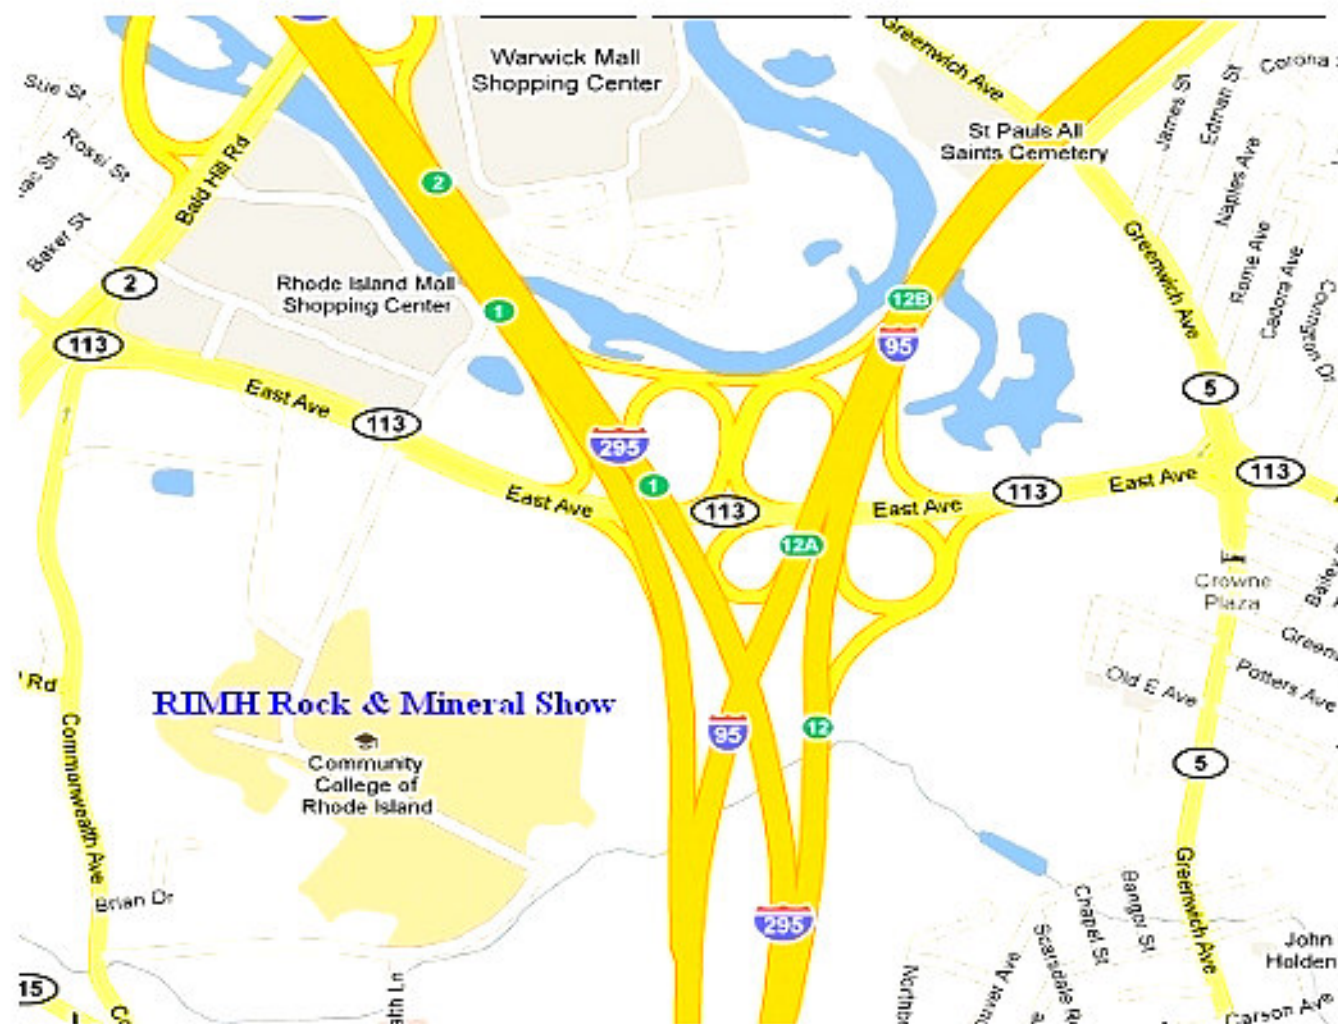 Warwick Mall
Shopping Center
Greenwich Ave
James St
Edman St
Corona
Sue St
Rossi St
Baker St
Bald Hill Rd
St Pauls All
Saints Cemetery
Naples Ave
Rome Ave
Cadora Ave
Greenwich Ave
2
2
Rhode Island Mall
Shopping Center
1
12B
95
113
East Ave
113
5
295
1
East Ave
113
East Ave
113
East Ave
113
12A
Crowne
Plaza
Old E Ave
Potters Ave
Rd
RIMH Rock & Mineral Show
Community
College of
Rhode Island
95
12
5
Commonwealth Ave
Brian Dr
295
Greenwich Ave
Chapel St
Bangor St
John
Holden
15
Carson Ave